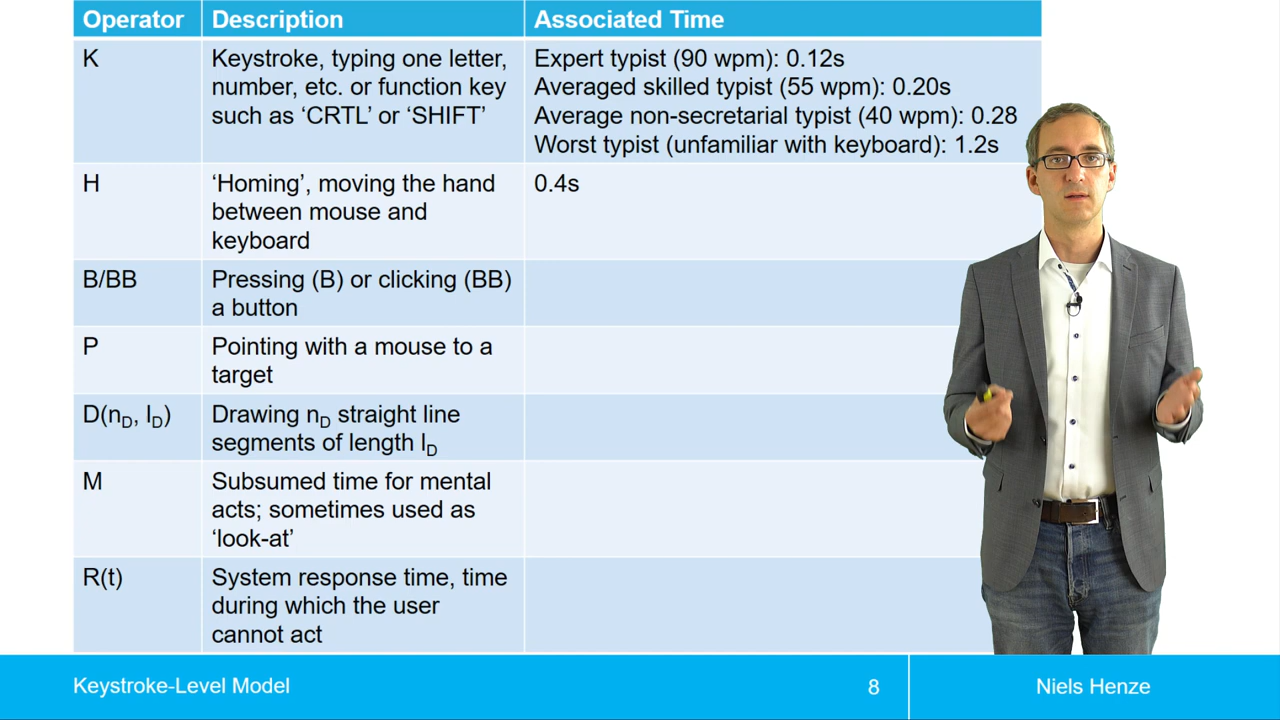 Operator Description Associated Time
K Keystroke, typing one letter, number, etc. or function key such as ‘CRTL’ or ‘SHIFT’
Expert typist (90 wpm): 0.12s
Averaged skilled typist (55 wpm): 0.20s
Average non-secretarial typist (40 wpm): 0.28
Worst typist (unfamiliar with keyboard): 1.2s
H ‘Homing’, moving the hand between mouse and keyboard 0.4s
B/BB Pressing (B) or clicking (BB) a button
P Pointing with a mouse to a target
D(nD, lD) Drawing nD straight line segments of length lD
M Subsumed time for mental acts; sometimes used as ‘look-at’
R(t) System response time, time during which the user cannot act
Keystroke-Level Model 8 Niels Henze